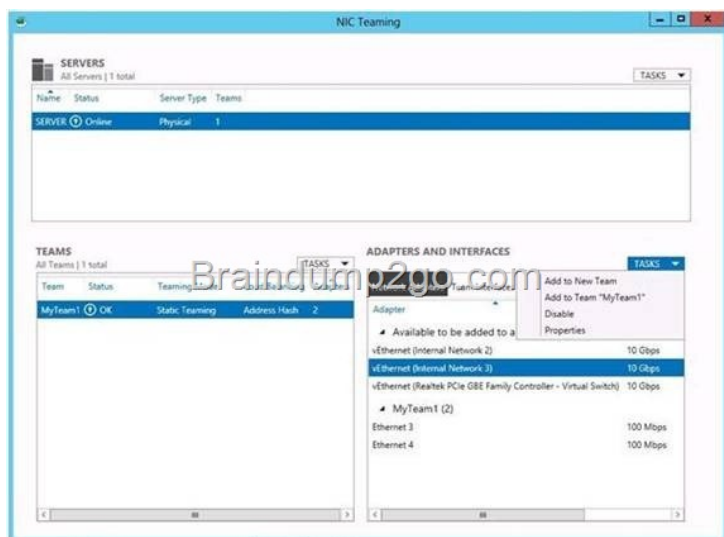 NIC Teaming
SERVERS
All Servers | 1 total
TASKS
Name Status Server Type Teams
SERVER Online Physical 1
TEAMS
All Teams | 1 total
TASKS
Team Status
MyTeam1 OK Static Teaming Address Hash 2
Braindump2go.com
ADAPTERS AND INTERFACES
TASKS
Add to New Team
Add to Team "MyTeam1"
Disable
Properties
Adapter
Available to be added to a
vEthernet (Internal Network 2) 10 Gbps
vEthernet (Internal Network 3) 10 Gbps
vEthernet (Realtek PCIe GBE Family Controller - Virtual Switch) 10 Gbps
MyTeam1 (2)
Ethernet 3 100 Mbps
Ethernet 4 100 Mbps